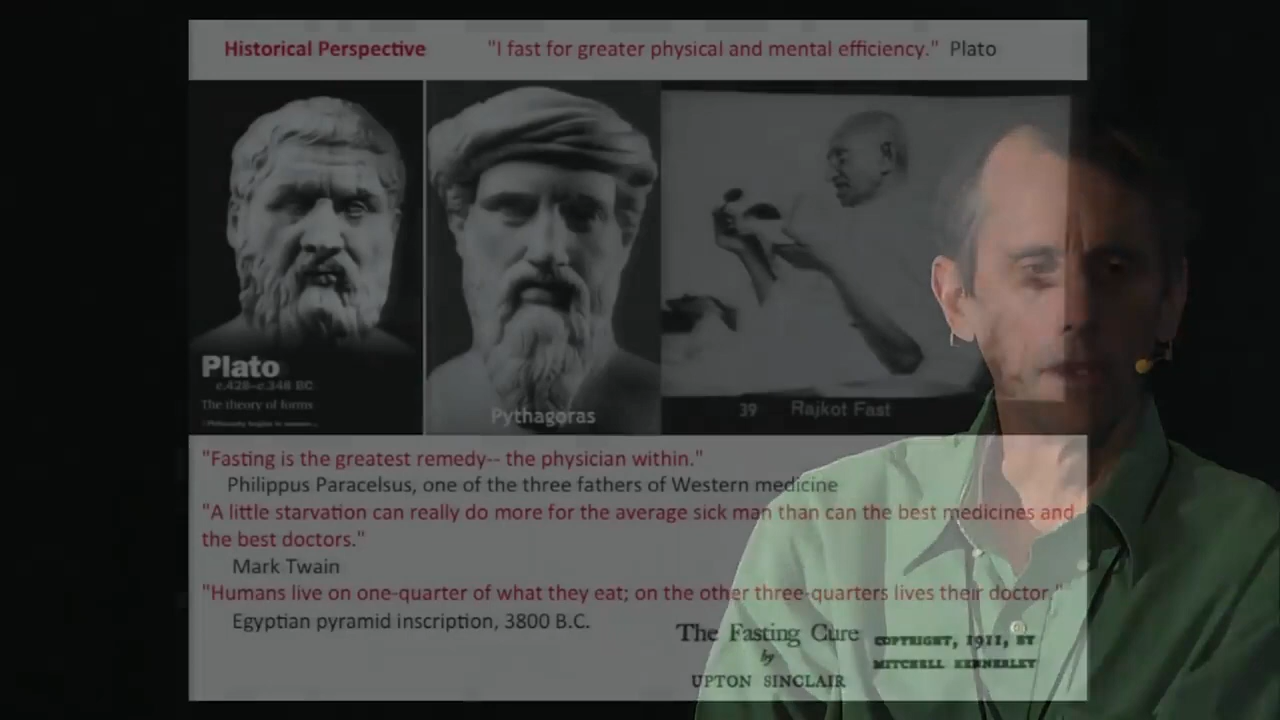 Historical Perspective "I fast for greater physical and mental efficiency." Plato
Plato
c.428–c.348 BC
The theory of forms
Pythagoras
39 Rajkot Fast
"Fasting is the greatest remedy-- the physician within."
Philippus Paracelsus, one of the three fathers of Western medicine
"A little starvation can really do more for the average sick man than can the best medicines and
the best doctors."
Mark Twain
"Humans live on one-quarter of what they eat; on the other three-quarters lives their doctor."
Egyptian pyramid inscription, 3800 B.C.
The Fasting Cure
by
UPTON SINCLAIR
COPYRIGHT, 1911, BY
MITCHELL KENNERLEY